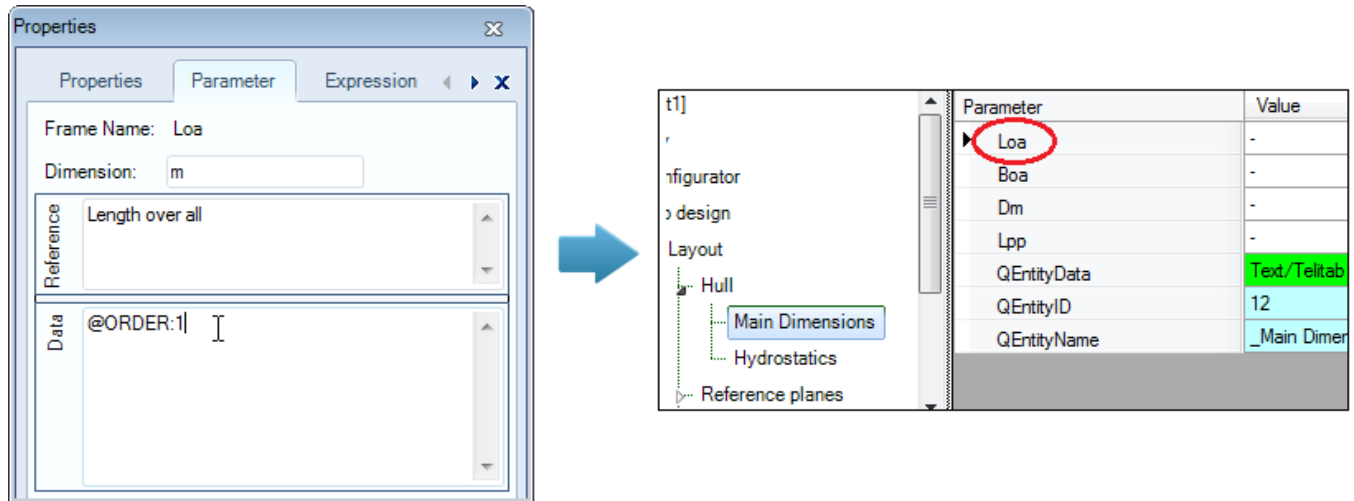 Properties
Properties Parameter Expression
Frame Name: Loa
Dimension: m
Reference
Length over all
Data
@ORDER:1
t1]
nfigurator
design
Layout
Hull
Main Dimensions
Hydrostatics
Reference planes
Parameter Value
Loa -
Boa -
Dm -
Lpp -
QEntityData Text/Telitab
QEntityID 12
QEntityName _Main Dimen